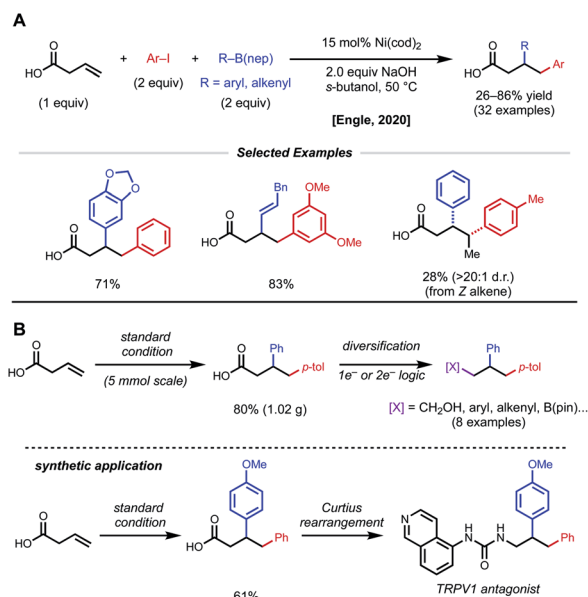 A
O
HO
(1 equiv)
+
Ar–I
(2 equiv)
+
R–B(nep)
R = aryl, alkenyl
(2 equiv)
15 mol% Ni(cod)2
2.0 equiv NaOH
s-butanol, 50 °C
[Engle, 2020]
O
HO
R
Ar
26–86% yield
(32 examples)
Selected Examples
O
O
O
HO
71%
Bn
OMe
O
HO
OMe
83%
Me
O
HO
Me
28% (>20:1 d.r.)
(from Z alkene)
B
O
HO
standard
condition
(5 mmol scale)
O
HO
Ph
p-tol
80% (1.02 g)
diversification
1e– or 2e– logic
[X]
Ph
p-tol
[X] = CH2OH, aryl, alkenyl, B(pin)...
(8 examples)
synthetic application
O
HO
standard
condition
OMe
O
HO
Ph
61%
Curtius
rearrangement
OMe
N
H
N
H
N
O
Ph
TRPV1 antagonist